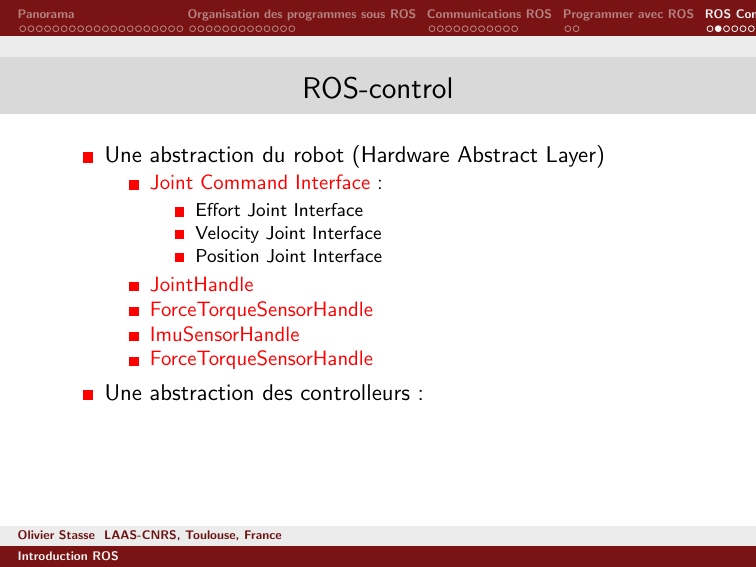 Panorama
Organisation des programmes sous ROS
Communications ROS
Programmer avec ROS
ROS Con
ROS-control
Une abstraction du robot (Hardware Abstract Layer)
Joint Command Interface :
Effort Joint Interface
Velocity Joint Interface
Position Joint Interface
JointHandle
ForceTorqueSensorHandle
ImuSensorHandle
ForceTorqueSensorHandle
Une abstraction des controlleurs :
Olivier Stasse LAAS-CNRS, Toulouse, France
Introduction ROS